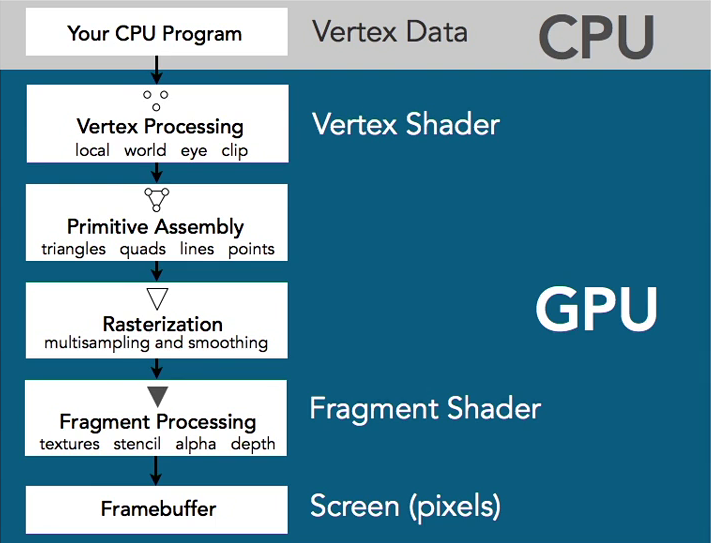 Your CPU Program
Vertex Data
CPU
Vertex Processing
local world eye clip
Vertex Shader
Primitive Assembly
triangles quads lines points
GPU
Rasterization
multisampling and smoothing
Fragment Processing
textures stencil alpha depth
Fragment Shader
Framebuffer
Screen (pixels)